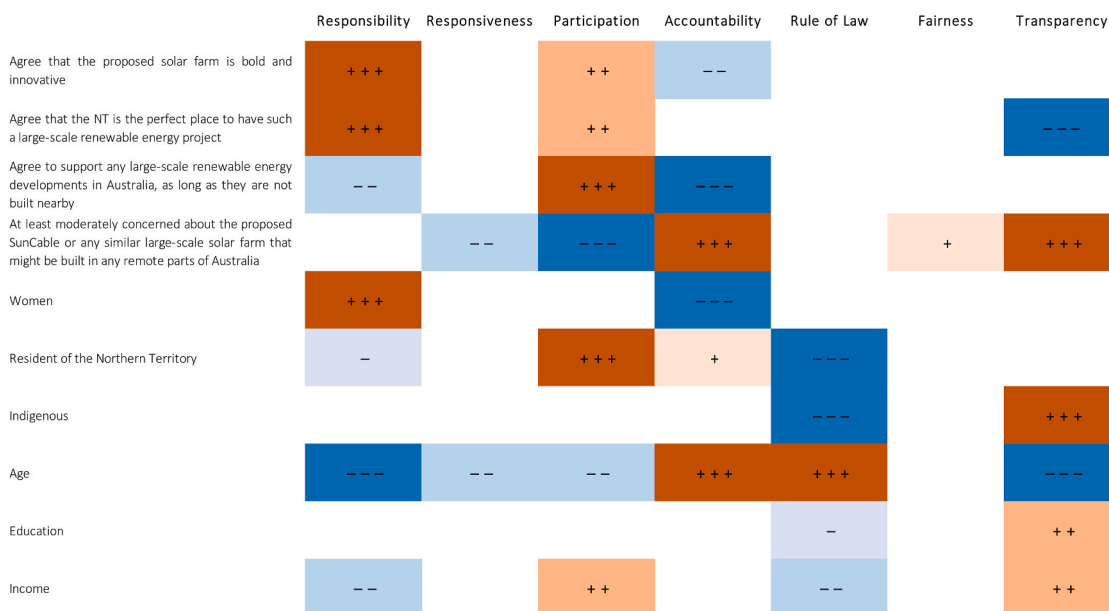 Responsibility Responsiveness Participation Accountability Rule of Law Fairness Transparency
Agree that the proposed solar farm is bold and
innovative
+ + + + + – –
Agree that the NT is the perfect place to have such
a large-scale renewable energy project
+ + + + + – – –
Agree to support any large-scale renewable energy
developments in Australia, as long as they are not
built nearby
– – + + + – – –
At least moderately concerned about the proposed
SunCable or any similar large-scale solar farm that
might be built in any remote parts of Australia
– – – – – + + + + + + +
Women + + + – – –
Resident of the Northern Territory – + + + + – – –
Indigenous – – – + + +
Age – – – – – – – + + + + + + – – –
Education – + +
Income – – + + – – + +